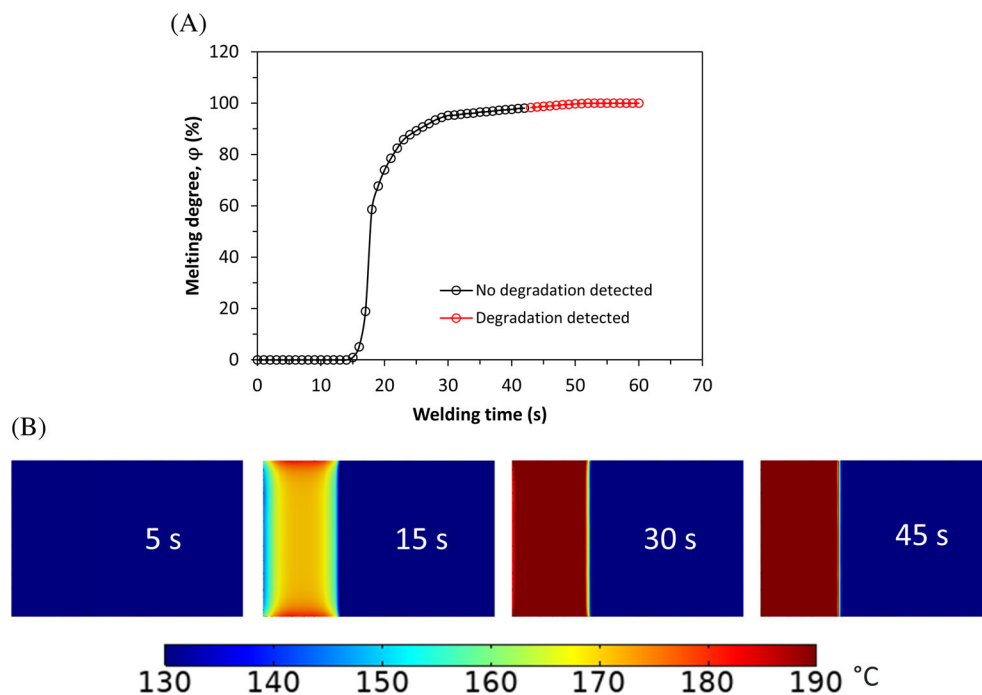 (A)
120
100
80
60
40
20
0
Melting degree, φ (%)
No degradation detected
Degradation detected
0 10 20 30 40 50 60 70
Welding time (s)
(B)
5 s 15 s 30 s 45 s
130 140 150 160 170 180 190 °C